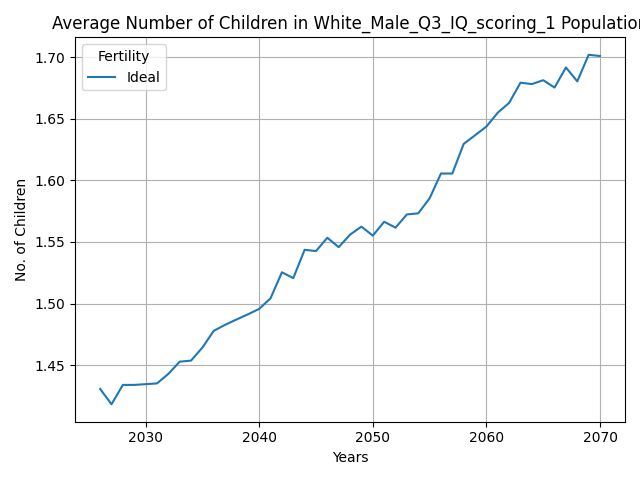 Average Number of Children in White_Male_Q3_IQ_scoring_1 Population
Fertility
Ideal
No. of Children
1.70
1.65
1.60
1.55
1.50
1.45
2030 2040 2050 2060 2070
Years